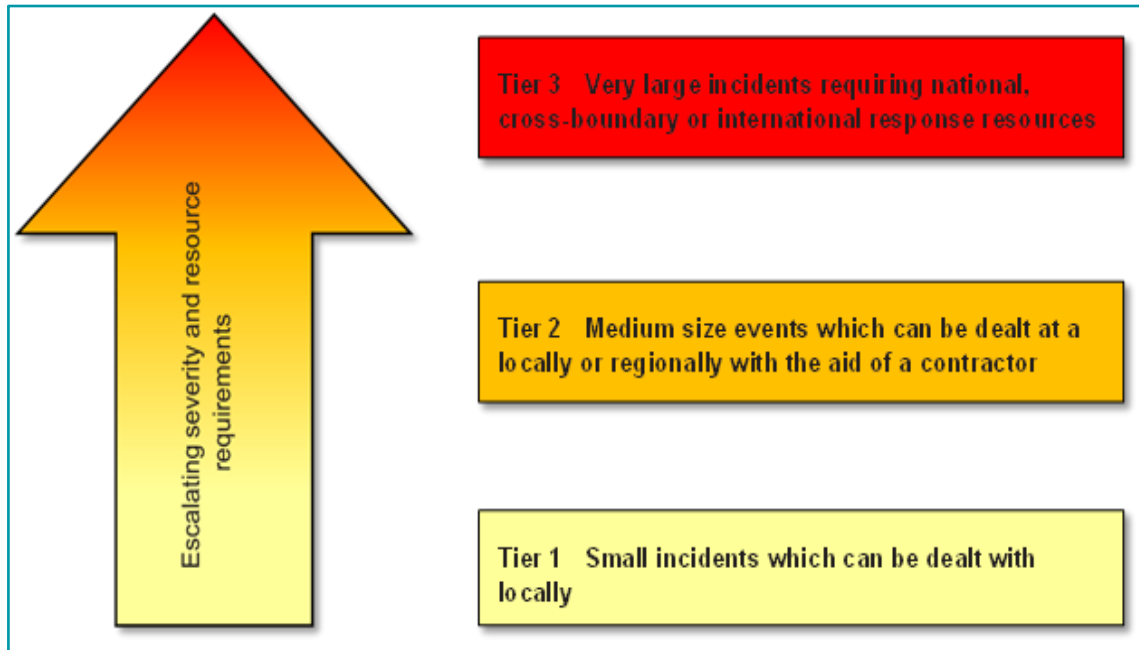 Escalating severity and resource
requirements
Tier 3 Very large incidents requiring national,
cross-boundary or international response resources
Tier 2 Medium size events which can be dealt at a
locally or regionally with the aid of a contractor
Tier 1 Small incidents which can be dealt with
locally